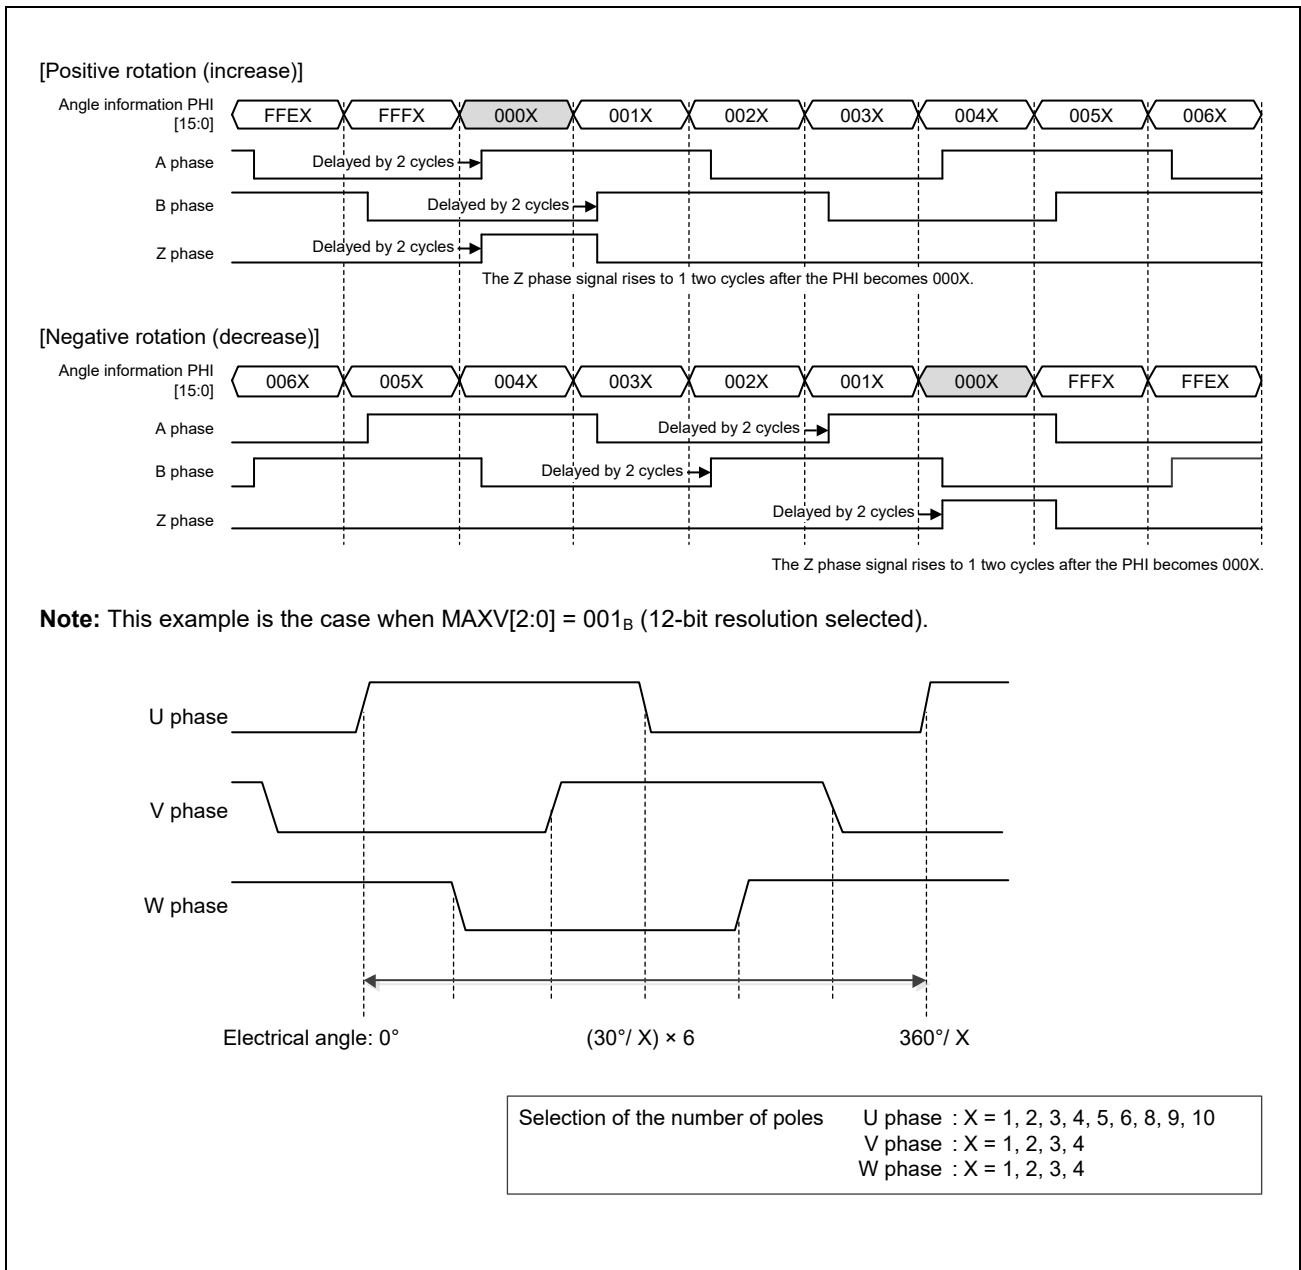 [Positive rotation (increase)]
Angle information PHI
[15:0]
FFEX FFFX 000X 001X 002X 003X 004X 005X 006X
A phase Delayed by 2 cycles
B phase Delayed by 2 cycles
Z phase Delayed by 2 cycles
The Z phase signal rises to 1 two cycles after the PHI becomes 000X.
[Negative rotation (decrease)]
Angle information PHI
[15:0]
006X 005X 004X 003X 002X 001X 000X FFFX FFEX
A phase Delayed by 2 cycles
B phase Delayed by 2 cycles
Z phase Delayed by 2 cycles
The Z phase signal rises to 1 two cycles after the PHI becomes 000X.
Note: This example is the case when MAXV[2:0] = 001B (12-bit resolution selected).
U phase
V phase
W phase
Electrical angle: 0° (30°/ X) × 6 360°/ X
Selection of the number of poles U phase : X = 1, 2, 3, 4, 5, 6, 8, 9, 10
V phase : X = 1, 2, 3, 4
W phase : X = 1, 2, 3, 4